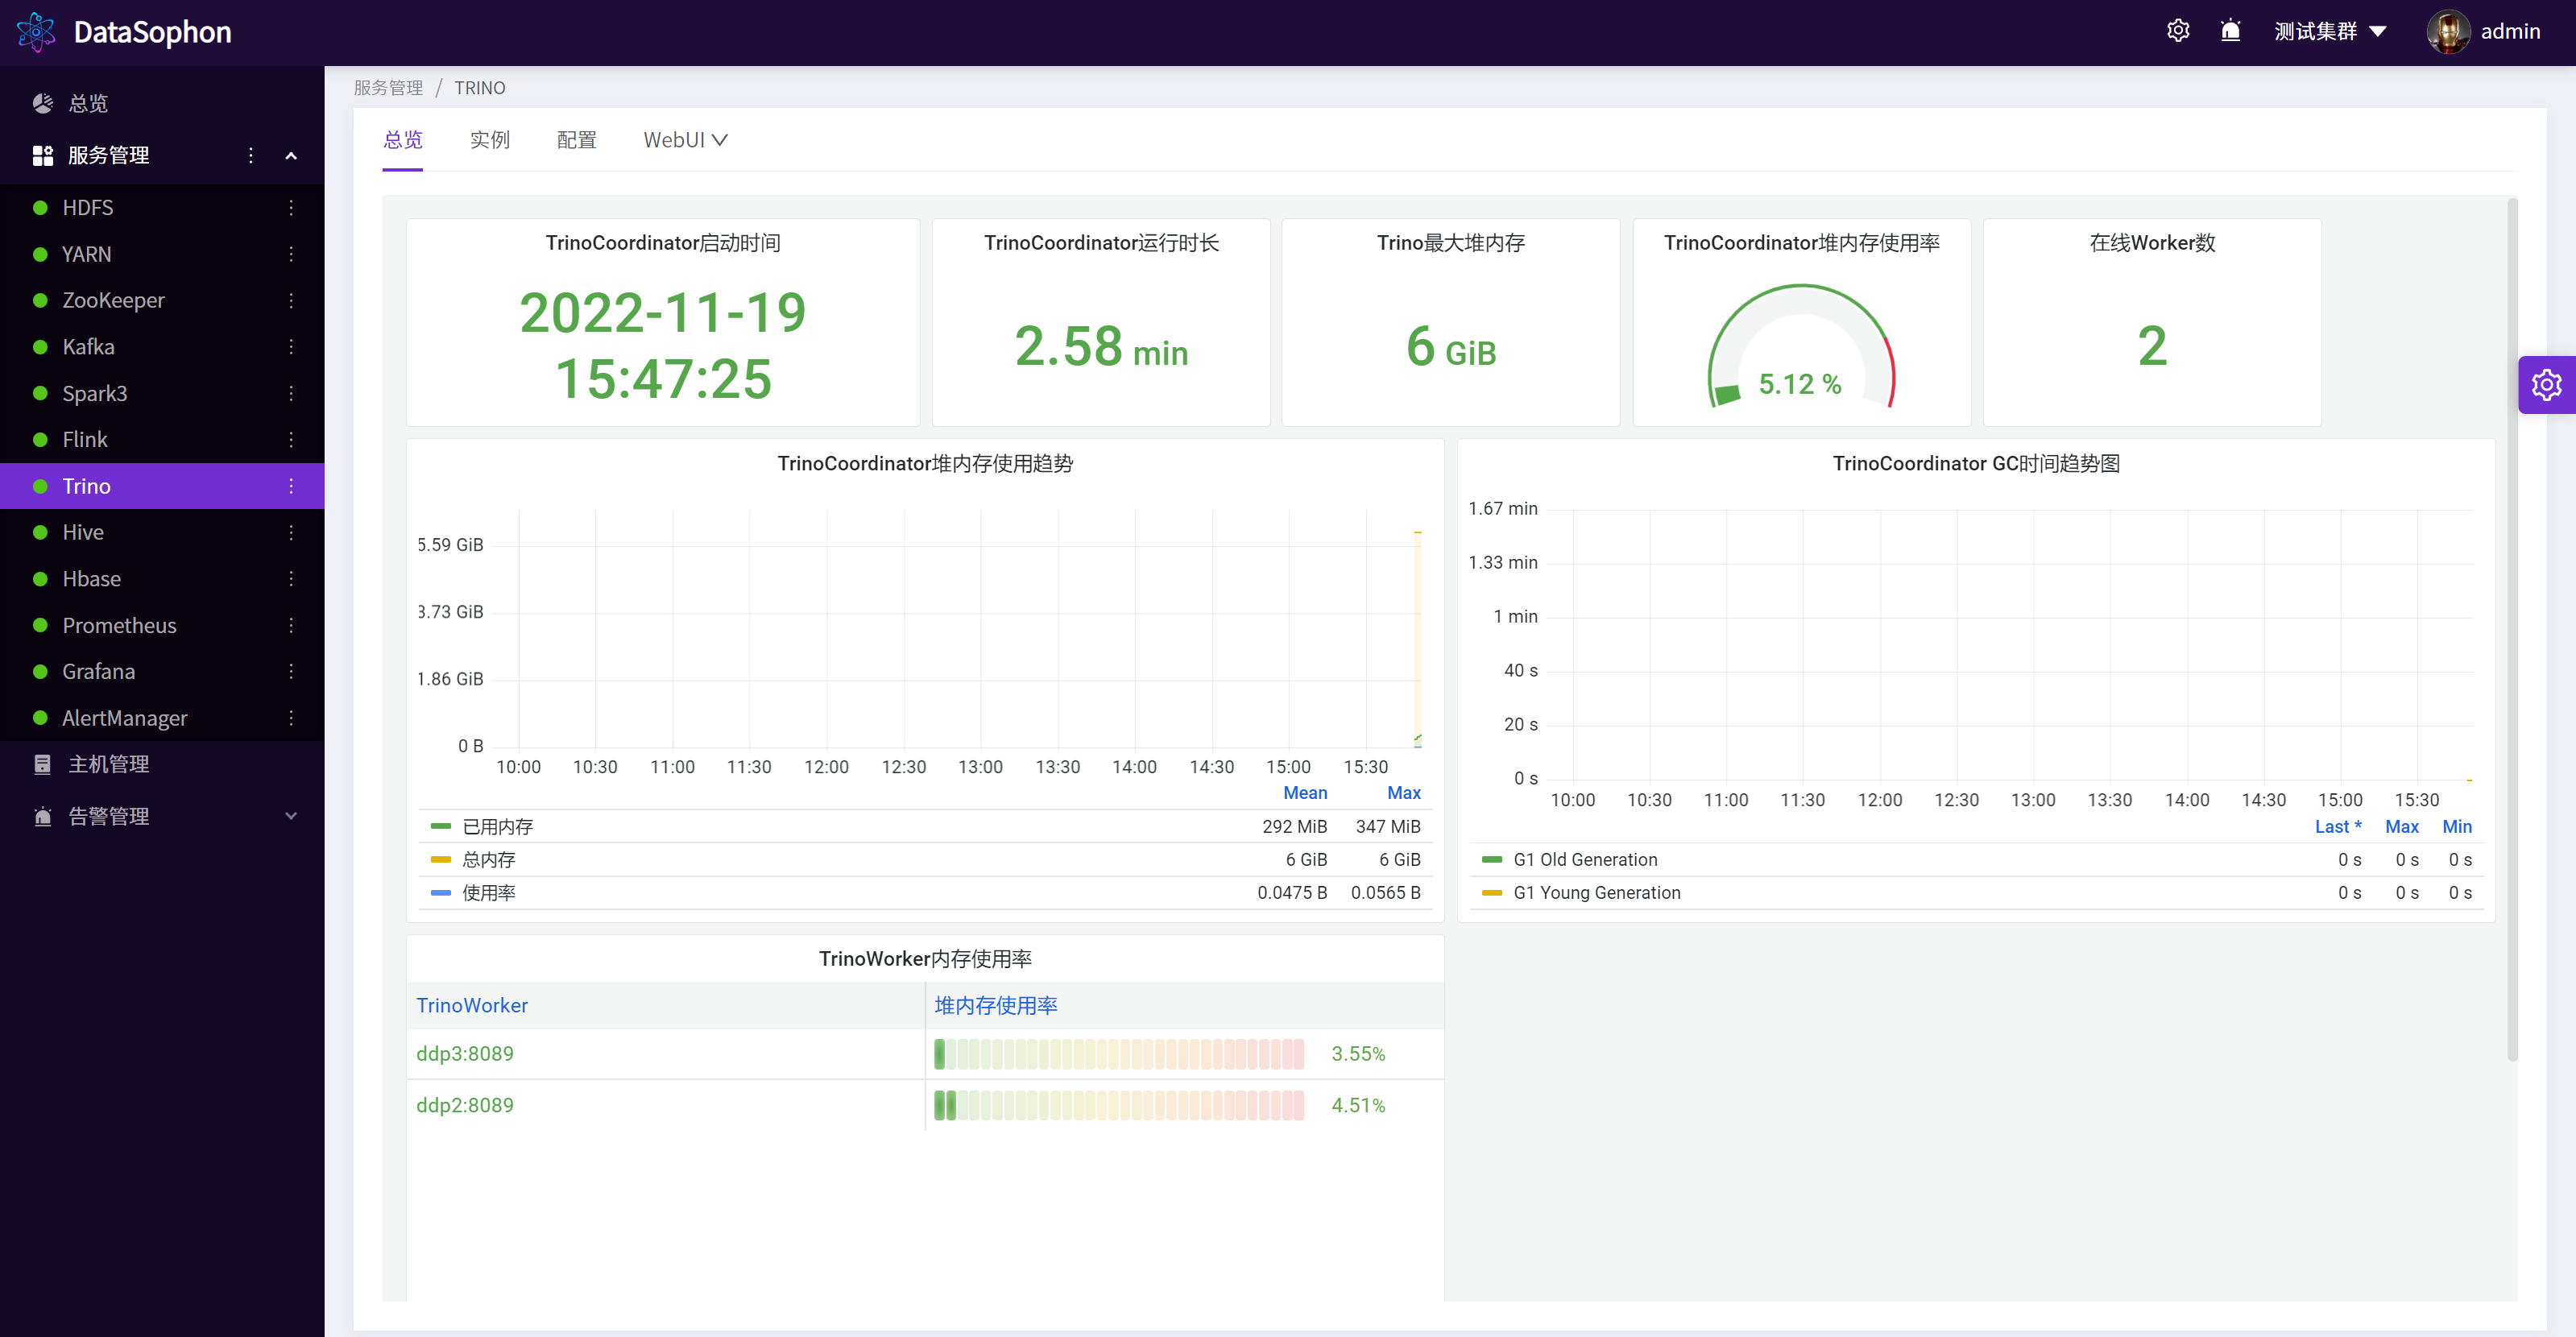 DataSophon
测试集群
admin
总览
服务管理
HDFS
YARN
ZooKeeper
Kafka
Spark3
Flink
Trino
Hive
Hbase
Prometheus
Grafana
AlertManager
主机管理
告警管理
服务管理 / TRINO
总览 实例 配置 WebUI
TrinoCoordinator启动时间
2022-11-19
15:47:25
TrinoCoordinator运行时长
2.58 min
Trino最大堆内存
6 GiB
TrinoCoordinator堆内存使用率
5.12 %
在线Worker数
2
TrinoCoordinator堆内存使用趋势
5.59 GiB
3.73 GiB
1.86 GiB
0 B
10:00 10:30 11:00 11:30 12:00 12:30 13:00 13:30 14:00 14:30 15:00 15:30
Mean Max
已用内存 292 MiB 347 MiB
总内存 6 GiB 6 GiB
使用率 0.0475 B 0.0565 B
TrinoCoordinator GC时间趋势图
1.67 min
1.33 min
1 min
40 s
20 s
0 s
10:00 10:30 11:00 11:30 12:00 12:30 13:00 13:30 14:00 14:30 15:00 15:30
Last * Max Min
G1 Old Generation 0 s 0 s 0 s
G1 Young Generation 0 s 0 s 0 s
TrinoWorker内存使用率
TrinoWorker 堆内存使用率
ddp3:8089 3.55%
ddp2:8089 4.51%